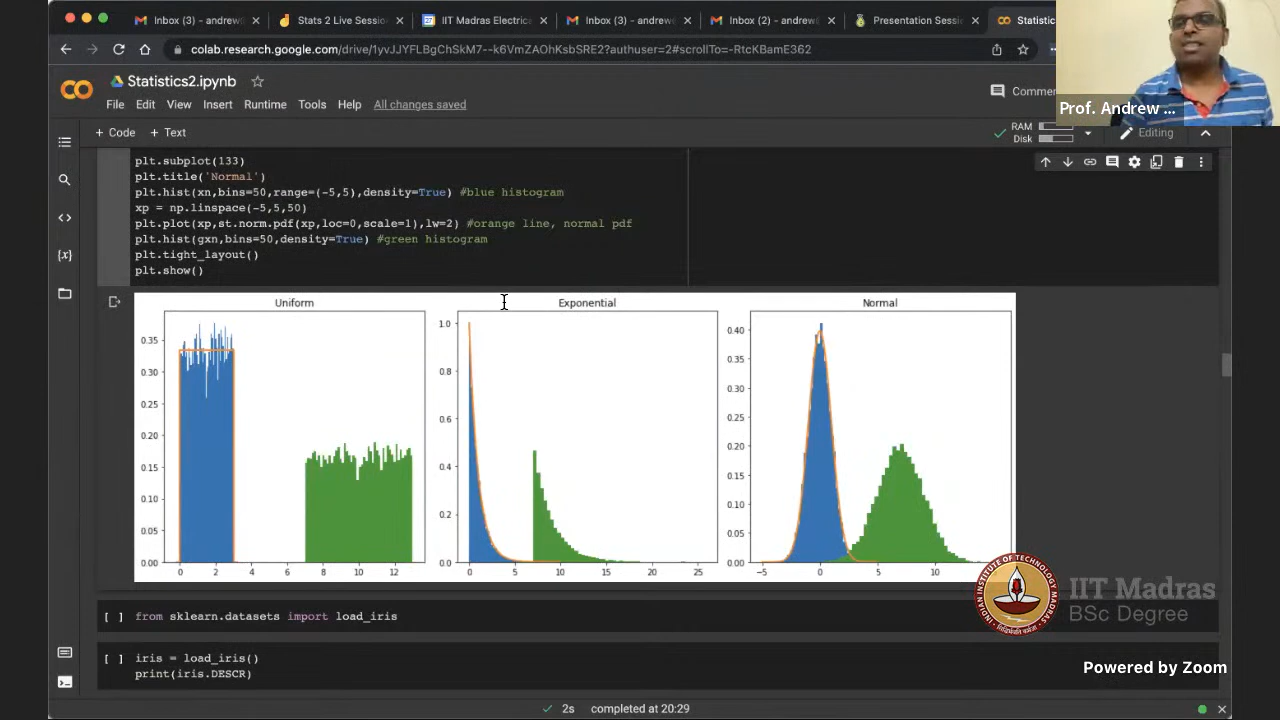 Inbox (3) - andrew
Stats 2 Live Sessio
IIT Madras Electric
Inbox (3) - andrew
Inbox (2) - andrew
Presentation Sessi
Statis
colab.research.google.com/drive/1yvJJYFLBgChSkM7--k6VmZAOhKsbSRE2?authuser=2#scrollTo=-RtcKBamE362
Prof. Andrew ...
Statistics2.ipynb
File Edit View Insert Runtime Tools Help All changes saved
Comme
+ Code + Text
RAM
Disk
Editing
plt.subplot(133)
plt.title('Normal')
plt.hist(xn,bins=50,range=(-5,5),density=True) #blue histogram
xp = np.linspace(-5,5,50)
plt.plot(xp,st.norm.pdf(xp,loc=0,scale=1),lw=2) #orange line, normal pdf
plt.hist(gxn,bins=50,density=True) #green histogram
plt.tight_layout()
plt.show()
Uniform
0.35
0.30
0.25
0.20
0.15
0.10
0.05
0.00
0 2 4 6 8 10 12
Exponential
1.0
0.8
0.6
0.4
0.2
0.0
0 5 10 15 20 25
Normal
0.40
0.35
0.30
0.25
0.20
0.15
0.10
0.05
0.00
−5 0 5 10
[ ] from sklearn.datasets import load_iris
[ ] iris = load_iris()
print(iris.DESCR)
IIT Madras
BSc Degree
INDIAN INSTITUTE OF TECHNOLOGY MADRAS
Powered by Zoom
2s completed at 20:29